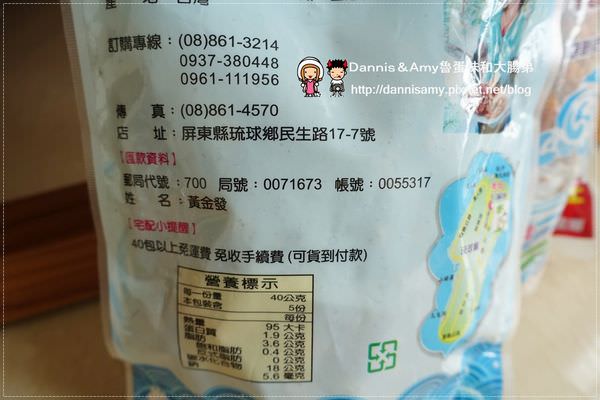 訂購專線：(08)861-3214
0937-380448
0961-111956
Dannis & Amy魯蛋妹和大腸弟
http://dannisamy.pixnet.net/blog
傳 真：(08)861-4570
店 址：屏東縣琉球鄉民生路17-7號
【匯款資料】
郵局代號：700 局號：0071673 帳號：0055317
姓 名：黃金發
【宅配小提醒】
40包以上免運費 免收手續費 (可貨到付款)
營養標示
每一份量 40公克
本包裝含 5份
每份
熱量 95 大卡
蛋白質 1.9 公克
脂肪 3.6 公克
飽和脂肪 0.4 公克
反式脂肪 0 公克
碳水化合物 18 公克
鈉 5.6 毫克